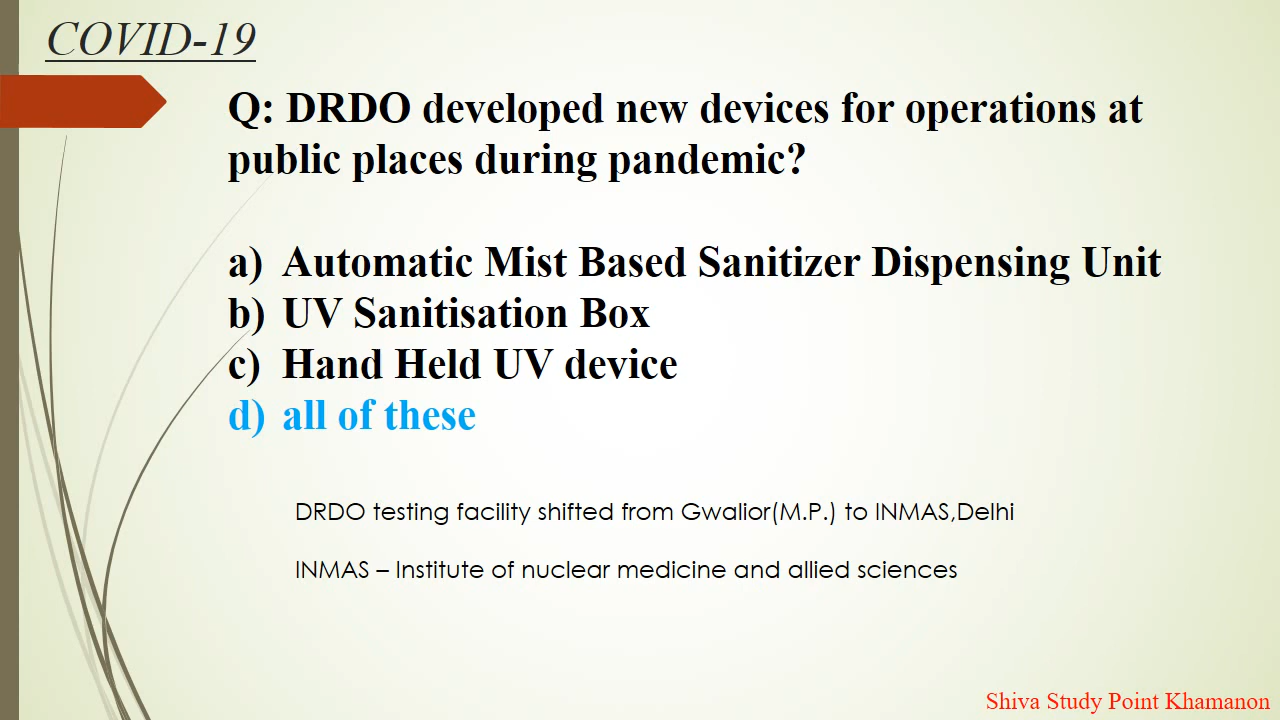 COVID-19
Q: DRDO developed new devices for operations at
public places during pandemic?
a) Automatic Mist Based Sanitizer Dispensing Unit
b) UV Sanitisation Box
c) Hand Held UV device
d) all of these
DRDO testing facility shifted from Gwalior(M.P.) to INMAS,Delhi
INMAS – Institute of nuclear medicine and allied sciences
Shiva Study Point Khamanon